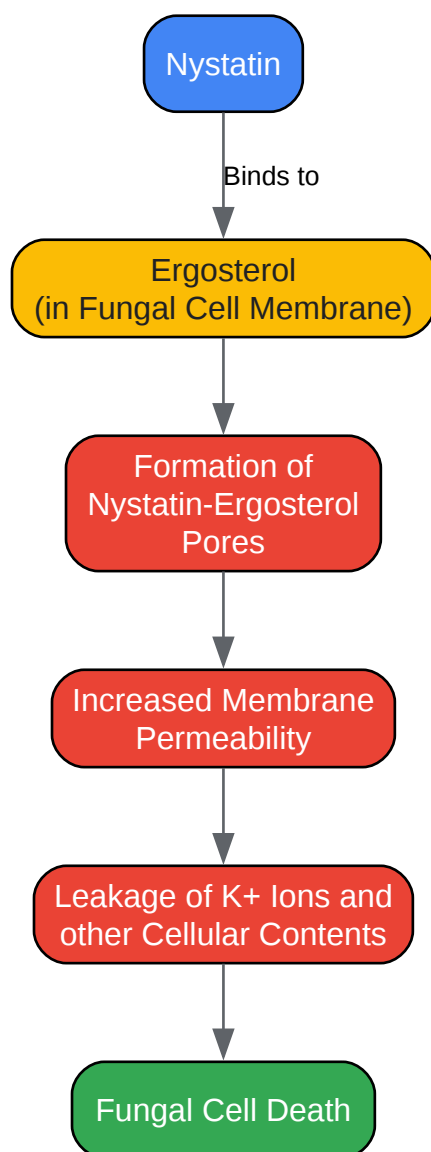 Nystatin
Binds to
Ergosterol
(in Fungal Cell Membrane)
Formation of
Nystatin-Ergosterol
Pores
Increased Membrane
Permeability
Leakage of K+ Ions and
other Cellular Contents
Fungal Cell Death